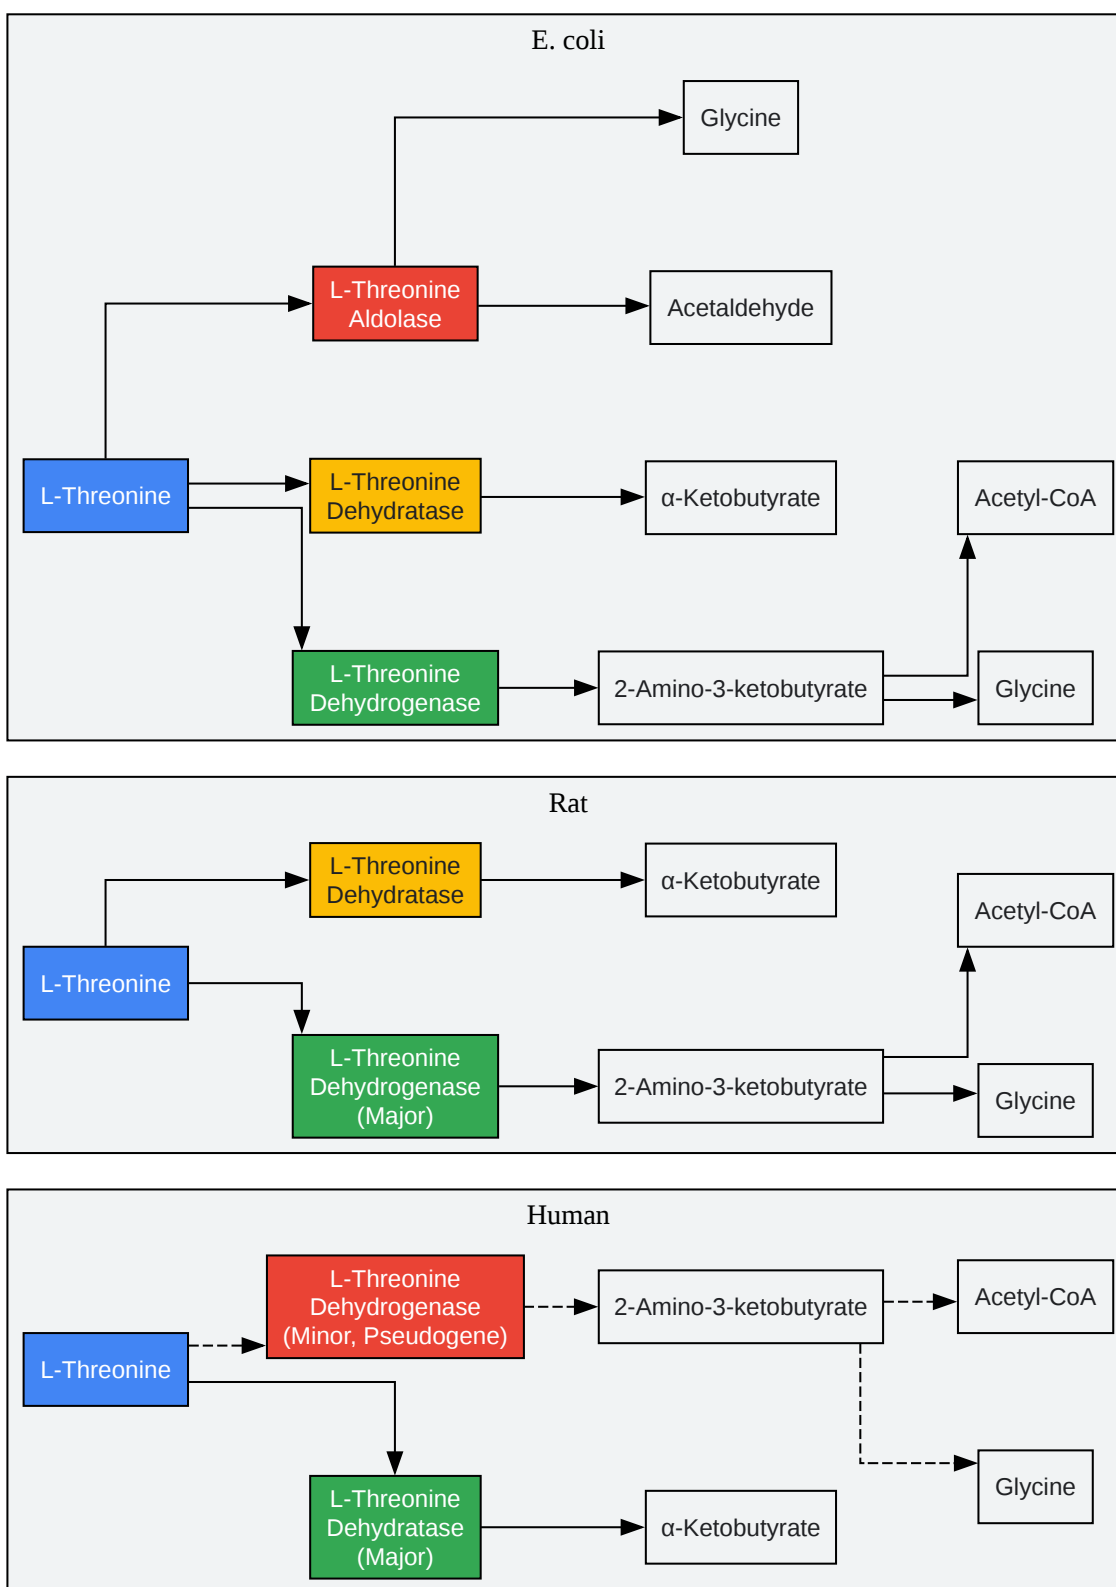 E. coli
Glycine
L-Threonine
Aldolase
Acetaldehyde
L-Threonine
L-Threonine
Dehydratase
α-Ketobutyrate
Acetyl-CoA
L-Threonine
Dehydrogenase
2-Amino-3-ketobutyrate
Glycine
Rat
L-Threonine
Dehydratase
α-Ketobutyrate
Acetyl-CoA
L-Threonine
L-Threonine
Dehydrogenase
(Major)
2-Amino-3-ketobutyrate
Glycine
Human
L-Threonine
Dehydrogenase
(Minor, Pseudogene)
2-Amino-3-ketobutyrate
Acetyl-CoA
L-Threonine
Glycine
L-Threonine
Dehydratase
(Major)
α-Ketobutyrate